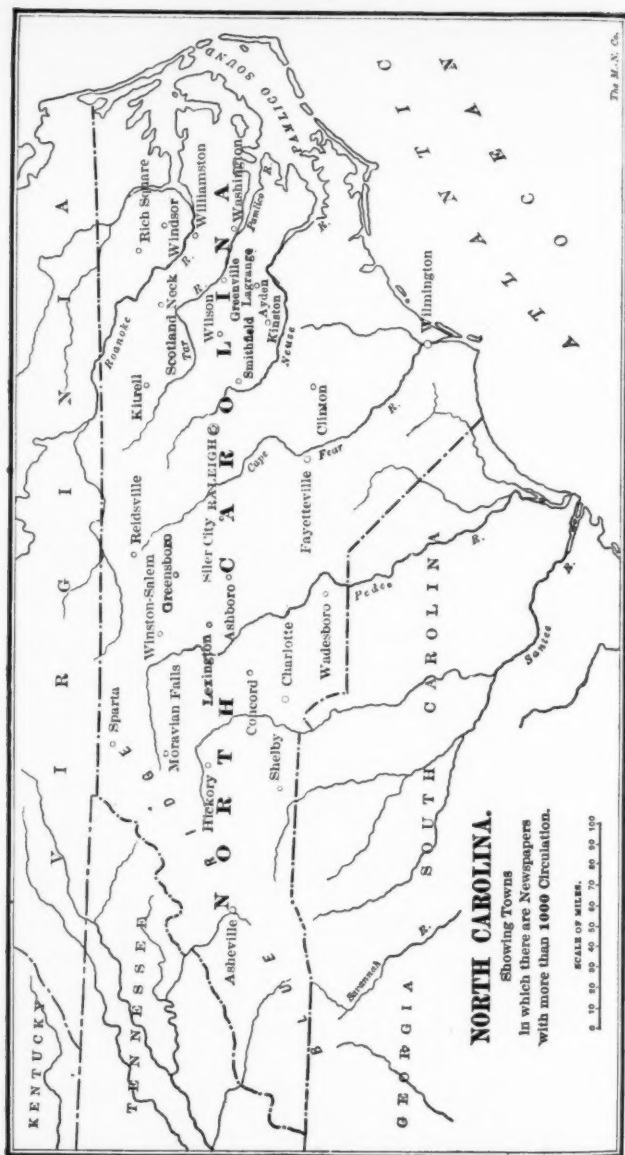 KENTUCKY
VIRGINIA
TENNESSEE
BLUE RIDGE
Sparta
Reidsville
Kitrell
Roanoke R.
Rich Square
Winston-Salem
Greensboro
Scotland Neck
Windsor
Moravian Falls
Tar R.
Williamston
Hickory
Lexington
Siler City
RALEIGH
Wilson
Greenville
Washington
PAMLICO SOUND
Ashboro
Smithfield
Lagrange
Pamlico R.
NORTH CAROLINA
Asheville
Ayden
Concord
Kinston
Neuse R.
Shelby
Charlotte
Cape Fear R.
Clinton
Fayetteville
Wadesboro
Wilmington
Pedee R.
SOUTH CAROLINA
Santee R.
Savannah R.
GEORGIA
ATLANTIC
OCEAN
NORTH CAROLINA.
Showing Towns
In which there are Newspapers
with more than 1000 Circulation.
SCALE OF MILES.
0 10 20 30 40 50 60 70 80 90 100
The M.-N. Co.